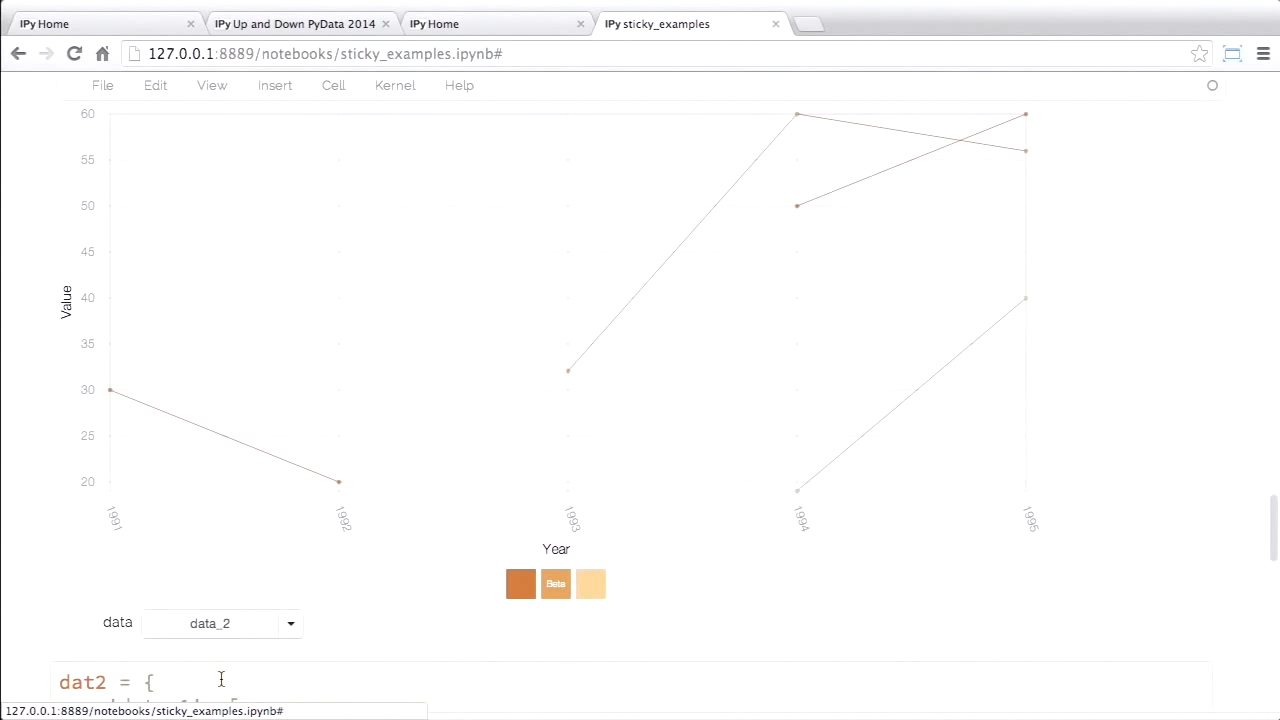 IPy Home
IPy Up and Down PyData 2014
IPy Home
IPy sticky_examples
127.0.0.1:8889/notebooks/sticky_examples.ipynb#
File Edit View Insert Cell Kernel Help
60
55
50
45
40
35
30
25
20
Value
1991 1992 1993 1994 1995
Year
Beta
data data_2
dat2 = {
127.0.0.1:8889/notebooks/sticky_examples.ipynb#